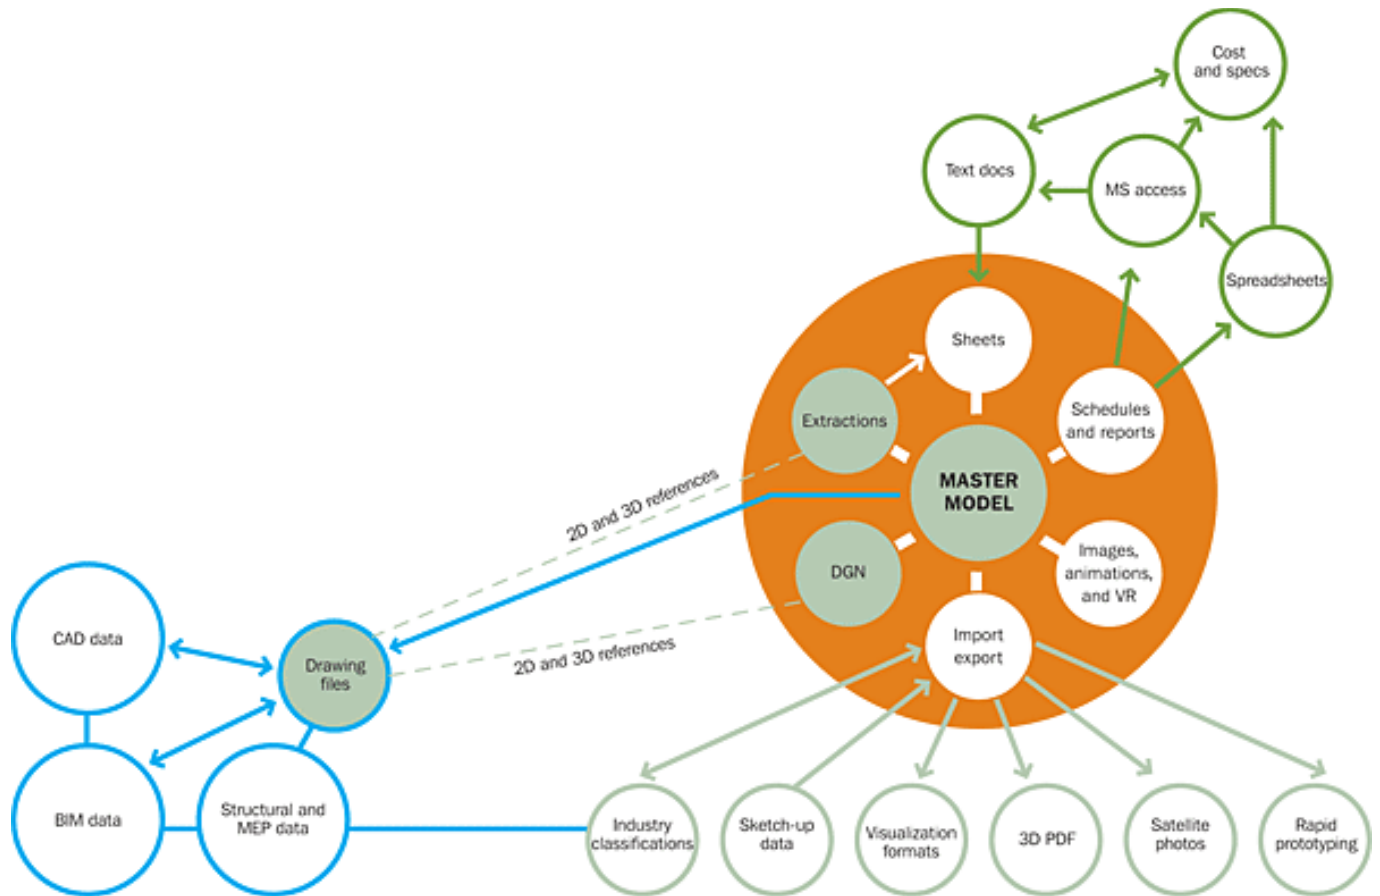 Cost
and specs
Text docs
MS access
Spreadsheets
Sheets
Extractions
Schedules
and reports
MASTER
MODEL
2D and 3D references
DGN
Images,
animations,
and VR
CAD data
Drawing
files
2D and 3D references
Import
export
BIM data
Structural and
MEP data
Industry
classifications
Sketch-up
data
Visualization
formats
3D PDF
Satellite
photos
Rapid
prototyping